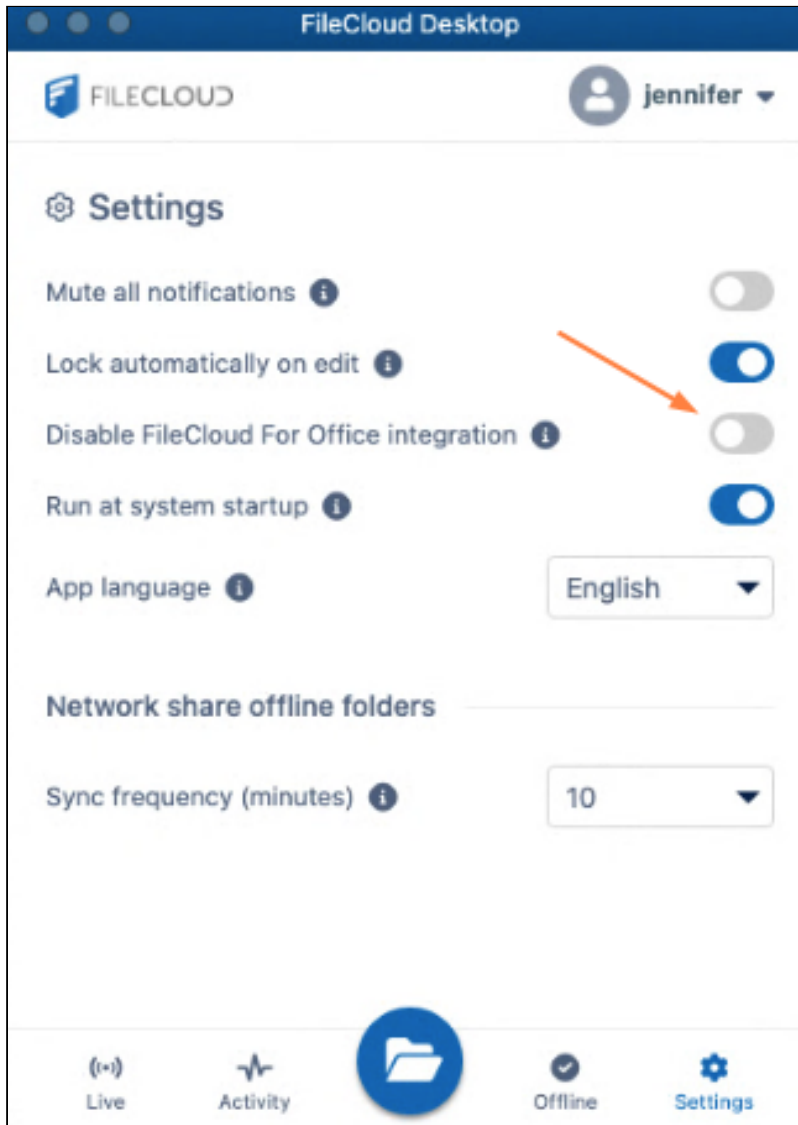 FileCloud Desktop
FILECLOUD
jennifer
Settings
Mute all notifications
Lock automatically on edit
Disable FileCloud For Office integration
Run at system startup
App language
English
Network share offline folders
Sync frequency (minutes)
10
Live
Activity
Offline
Settings